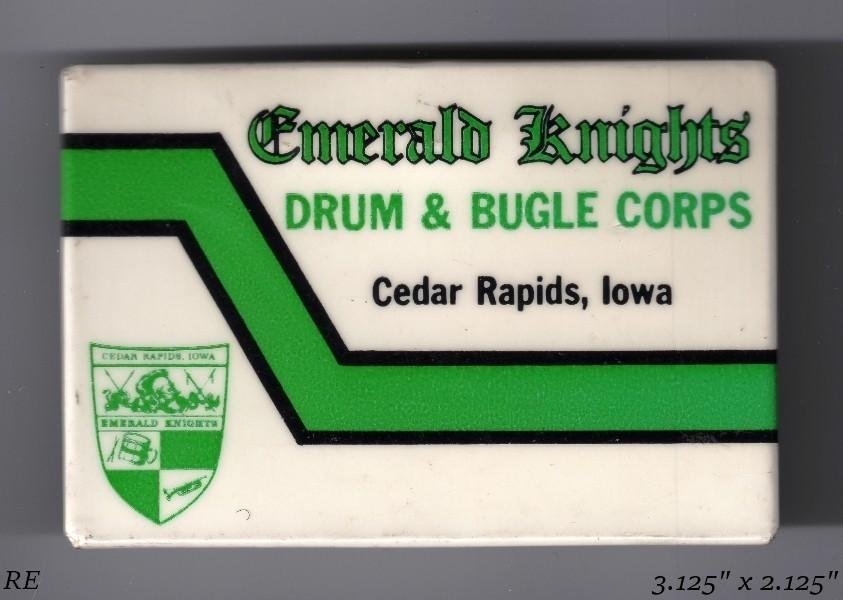 Emerald Knights
DRUM & BUGLE CORPS
Cedar Rapids, Iowa
CEDAR RAPIDS, IOWA
EMERALD KNIGHTS
RE
3.125" x 2.125"